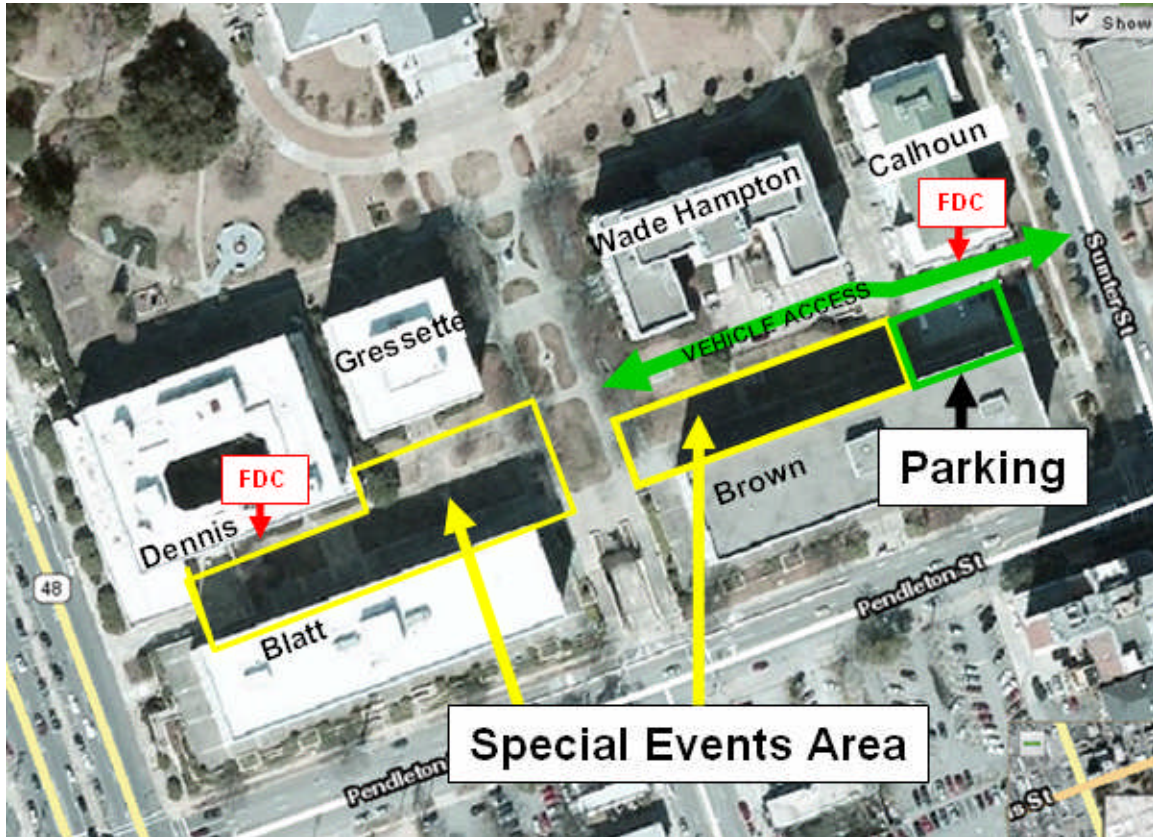 Show
Calhoun
Wade Hampton
FDC
Sumter St
VEHICLE ACCESS
Gressette
Parking
FDC
Brown
Dennis
48
Pendleton St
Blatt
Special Events Area
Pendleton
s St